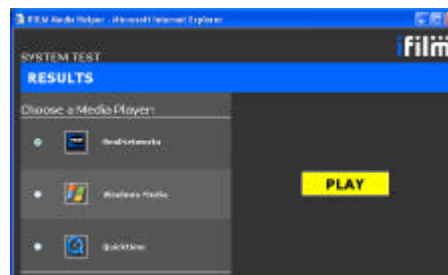 IFILM Media Helper - Microsoft Internet Explorer
ifilm
SYSTEM TEST
RESULTS
Choose a Media Player:
RealNetworks
Windows Media
PLAY
Quicktime